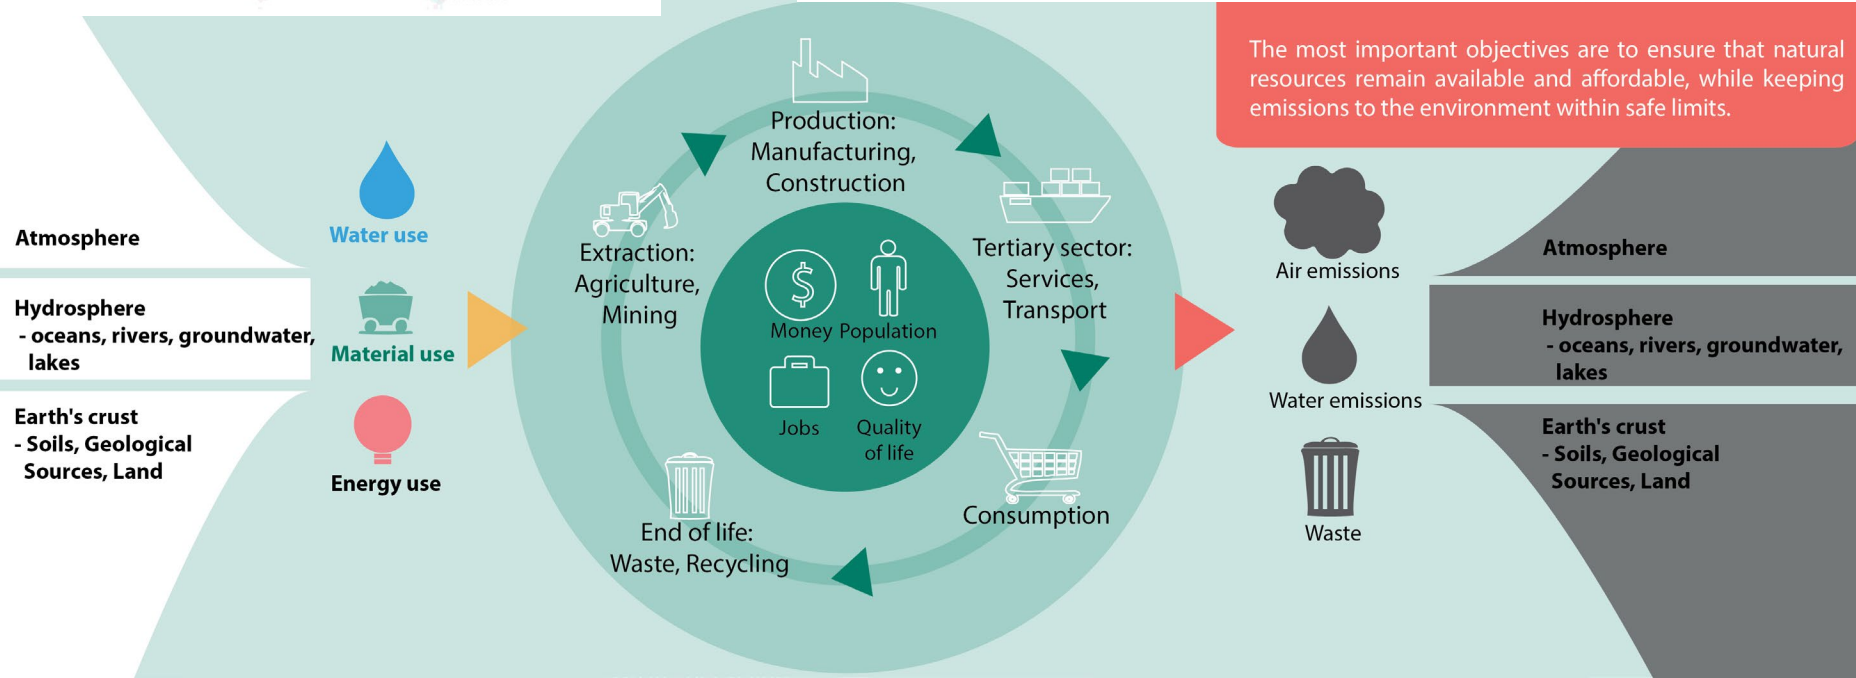 The most important objectives are to ensure that natural
resources remain available and affordable, while keeping
emissions to the environment within safe limits.
Atmosphere
Hydrosphere
- oceans, rivers, groundwater,
lakes
Earth's crust
- Soils, Geological
Sources, Land
Water use
Material use
Energy use
Production:
Manufacturing,
Construction
Extraction:
Agriculture,
Mining
Tertiary sector:
Services,
Transport
$
Money Population
Jobs
Quality
of life
Consumption
End of life:
Waste, Recycling
Air emissions
Water emissions
Waste
Atmosphere
Hydrosphere
- oceans, rivers, groundwater,
lakes
Earth's crust
- Soils, Geological
Sources, Land